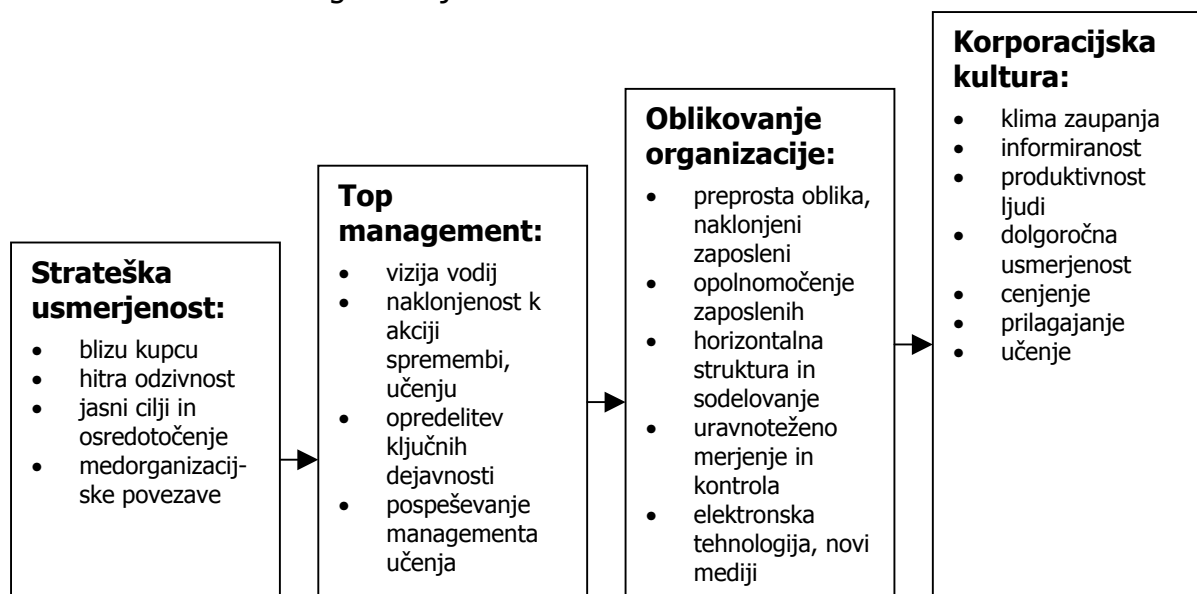 Strateška
usmerjenost:
• blizu kupcu
• hitra odzivnost
• jasni cilji in
osredotočenje
• medorganizacij-
ske povezave
Top
management:
• vizija vodij
• naklonjenost k
akciji
spremembi,
učenju
• opredelitev
ključnih
dejavnosti
• pospeševanje
managementa
učenja
Oblikovanje
organizacije:
• preprosta oblika,
naklonjeni
zaposleni
• opolnomočenje
zaposlenih
• horizontalna
struktura in
sodelovanje
• uravnoteženo
merjenje in
kontrola
• elektronska
tehnologija, novi
mediji
Korporacijska
kultura:
• klima zaupanja
• informiranost
• produktivnost
ljudi
• dolgoročna
usmerjenost
• cenjenje
• prilagajanje
• učenje